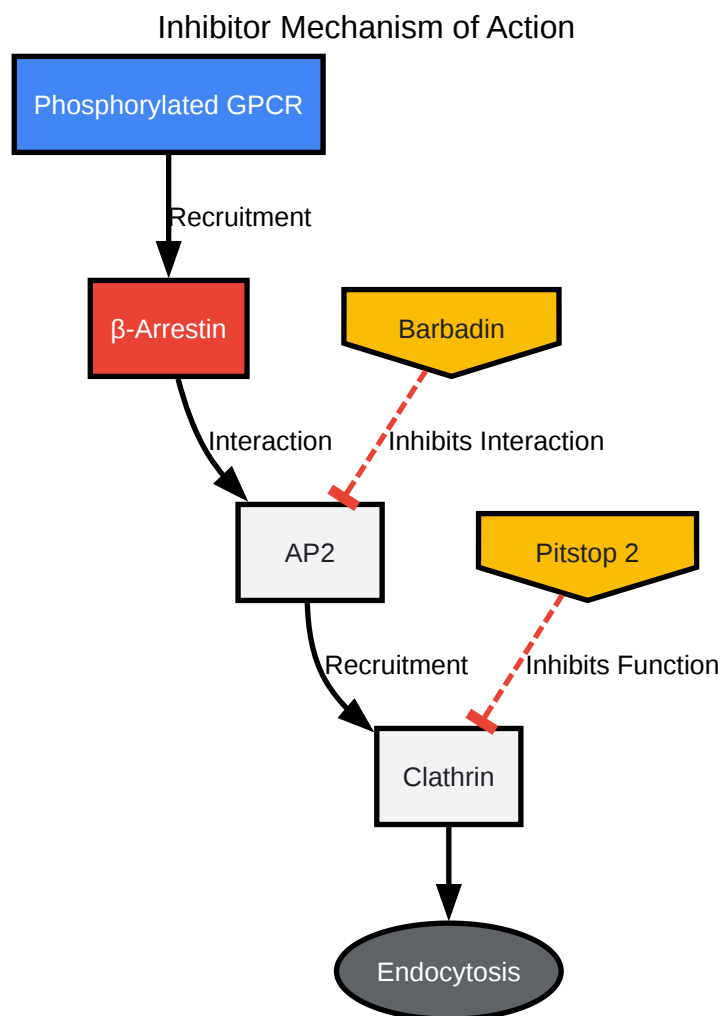 Inhibitor Mechanism of Action
Phosphorylated GPCR
Recruitment
β-Arrestin
Barbadin
Interaction
Inhibits Interaction
AP2
Pitstop 2
Recruitment
Inhibits Function
Clathrin
Endocytosis